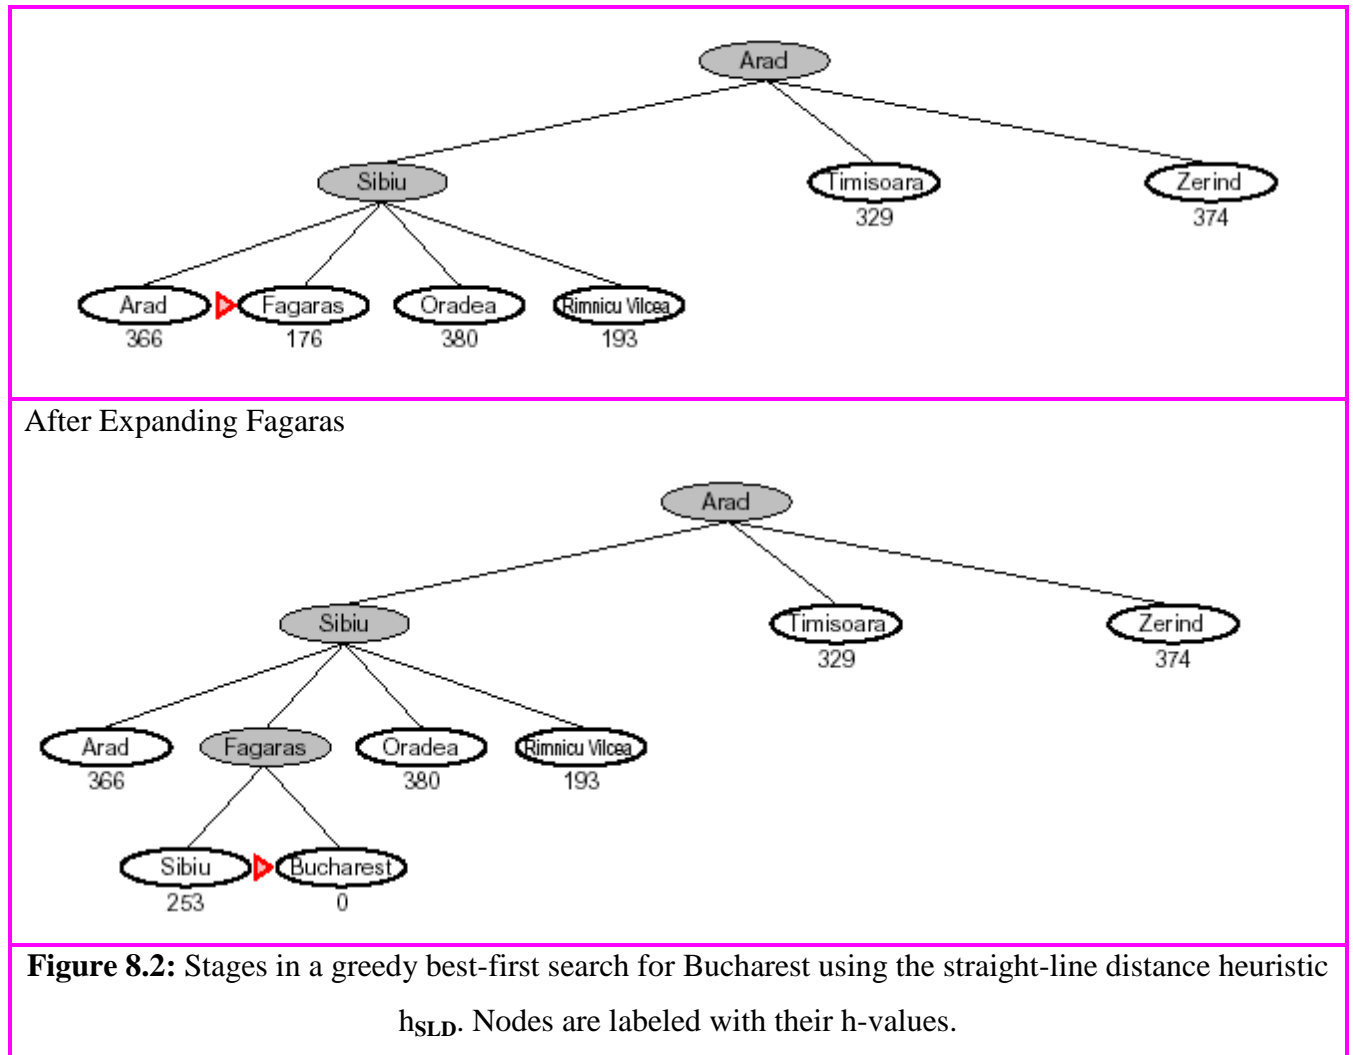 Arad
Sibiu Timisoara Zerind
329 374
Arad Fagaras Oradea Rimnicu Vilcea
366 176 380 193
After Expanding Fagaras
Arad
Sibiu Timisoara Zerind
329 374
Arad Fagaras Oradea Rimnicu Vilcea
366 380 193
Sibiu Bucharest
253 0
Figure 8.2: Stages in a greedy best-first search for Bucharest using the straight-line distance heuristic
hSLD. Nodes are labeled with their h-values.